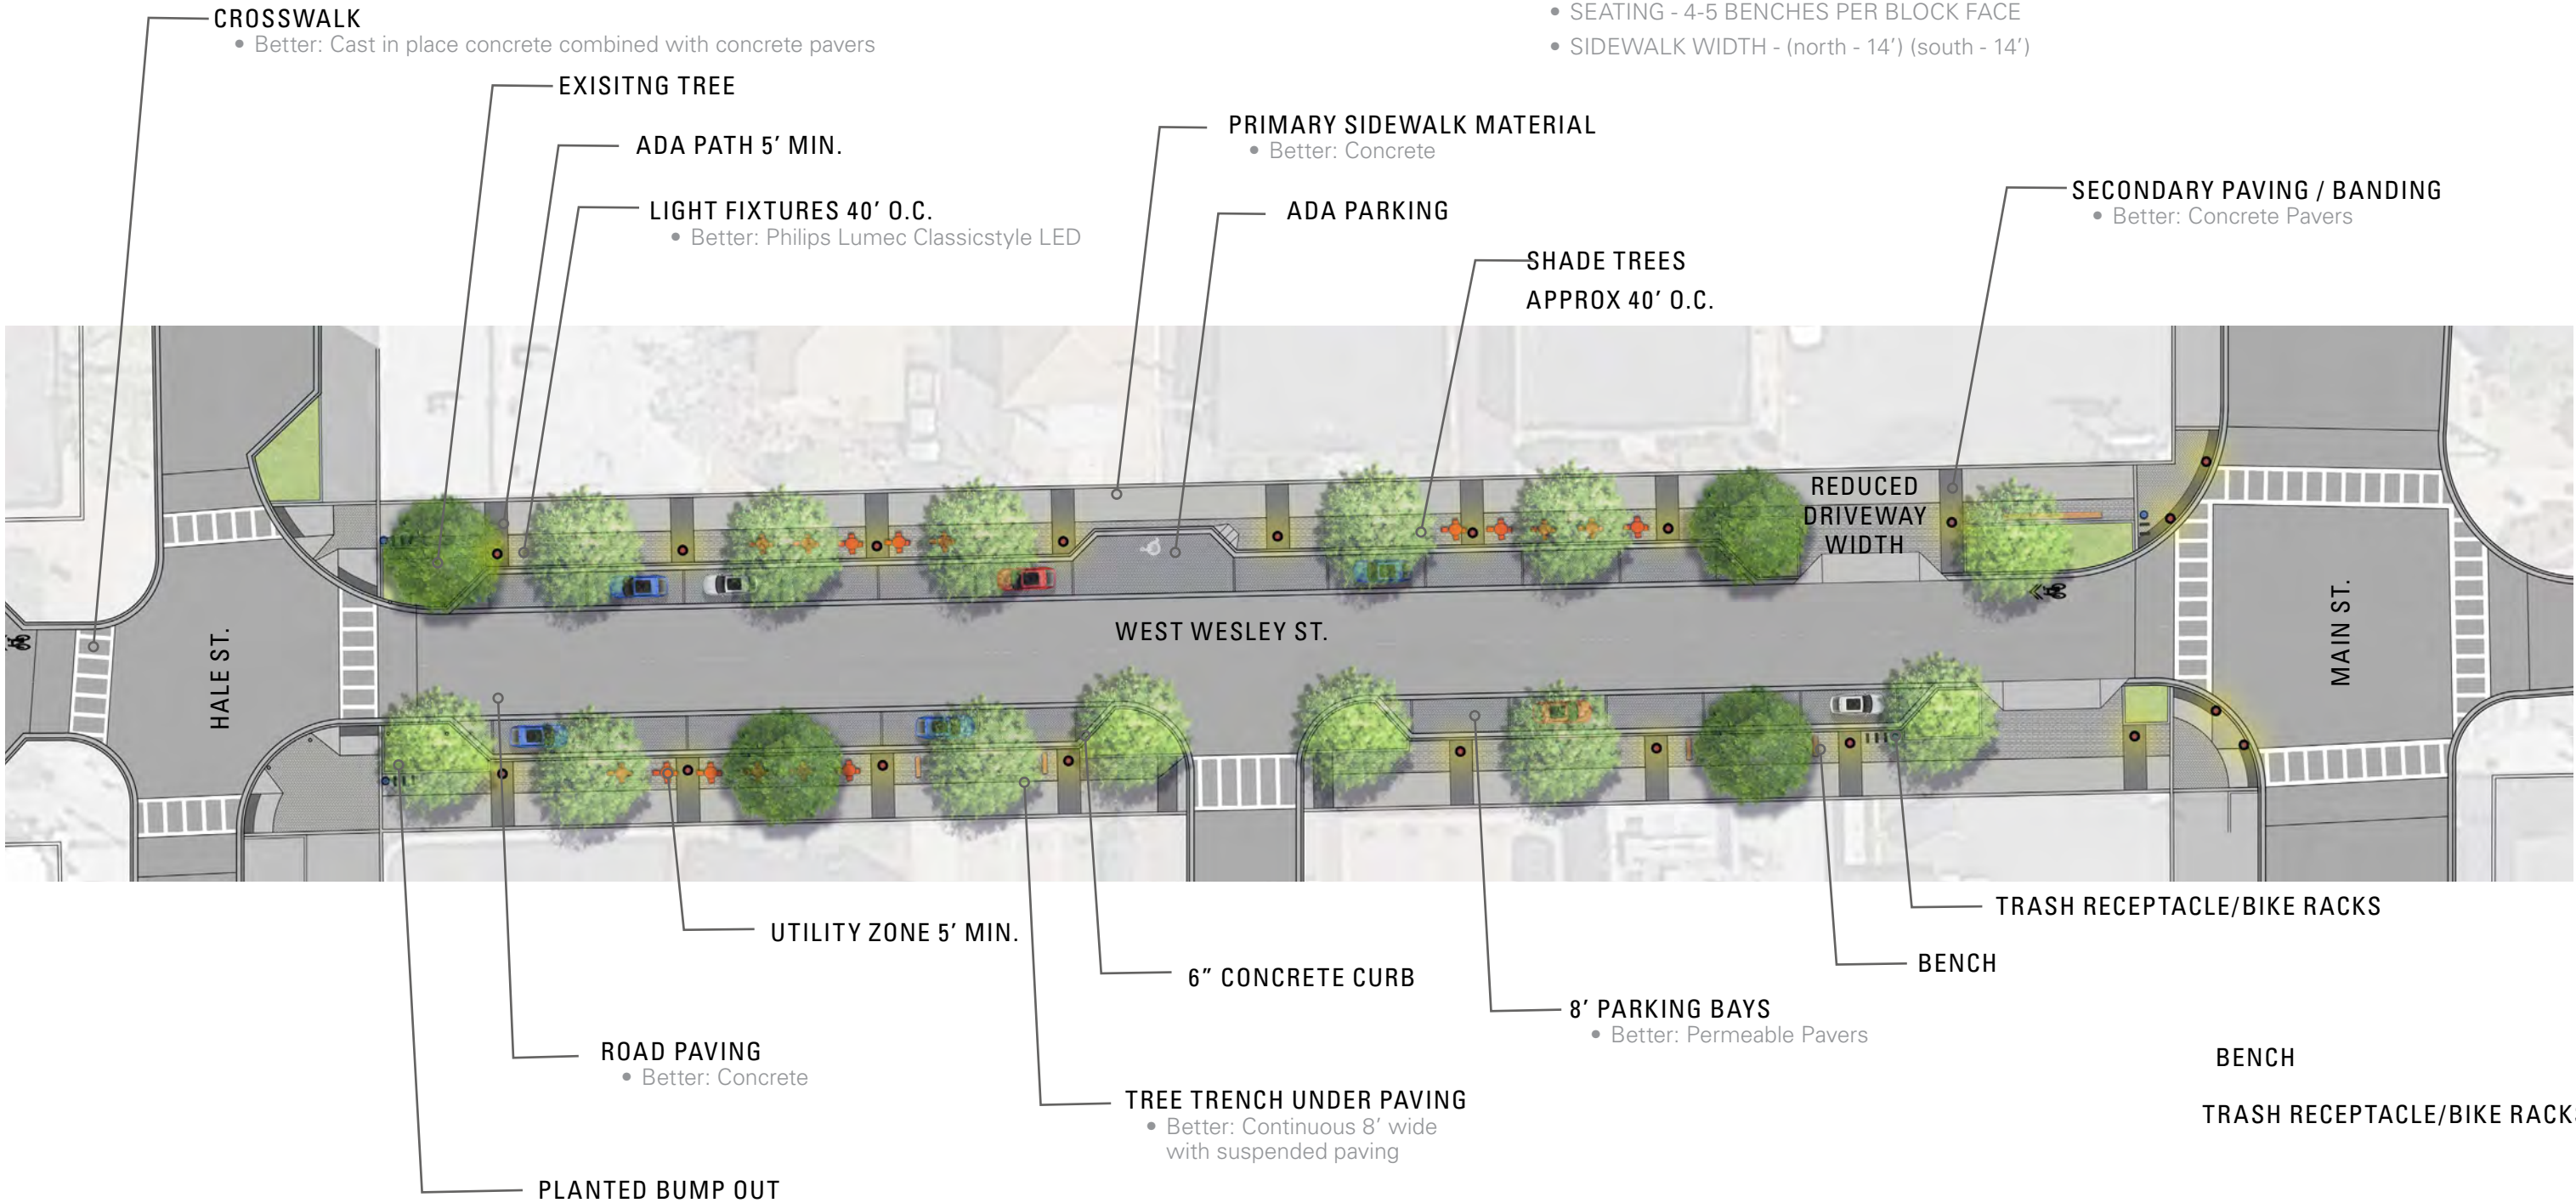 CROSSWALK
• Better: Cast in place concrete combined with concrete pavers
• SEATING - 4-5 BENCHES PER BLOCK FACE
• SIDEWALK WIDTH - (north - 14’) (south - 14’)
EXISITNG TREE
ADA PATH 5’ MIN.
LIGHT FIXTURES 40’ O.C.
• Better: Philips Lumec Classicstyle LED
PRIMARY SIDEWALK MATERIAL
• Better: Concrete
ADA PARKING
SHADE TREES
APPROX 40’ O.C.
SECONDARY PAVING / BANDING
• Better: Concrete Pavers
REDUCED
DRIVEWAY
WIDTH
WEST WESLEY ST.
HALE ST.
MAIN ST.
TRASH RECEPTACLE/BIKE RACKS
UTILITY ZONE 5’ MIN.
BENCH
6” CONCRETE CURB
8’ PARKING BAYS
• Better: Permeable Pavers
ROAD PAVING
• Better: Concrete
BENCH
TREE TRENCH UNDER PAVING
• Better: Continuous 8’ wide
with suspended paving
TRASH RECEPTACLE/BIKE RACK
PLANTED BUMP OUT